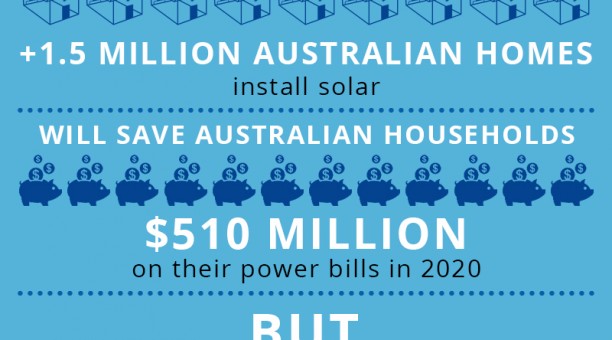 +1.5 MILLION AUSTRALIAN HOMES
install solar
WILL SAVE AUSTRALIAN HOUSEHOLDS
$510 MILLION
on their power bills in 2020
BUT